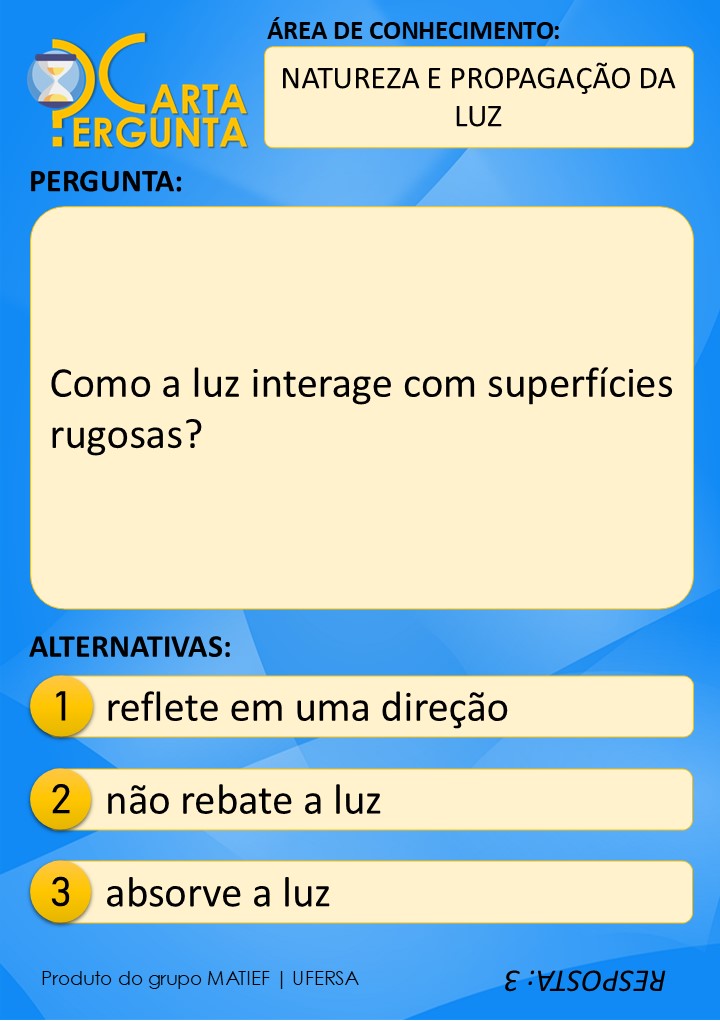 ÁREA DE CONHECIMENTO:
CARTA
PERGUNTA
NATUREZA E PROPAGAÇÃO DA
LUZ
PERGUNTA:
Como a luz interage com superfícies
rugosas?
ALTERNATIVAS:
1 reflete em uma direção
2 não rebate a luz
3 absorve a luz
Produto do grupo MATIEF | UFERSA
RESPOSTA: 3